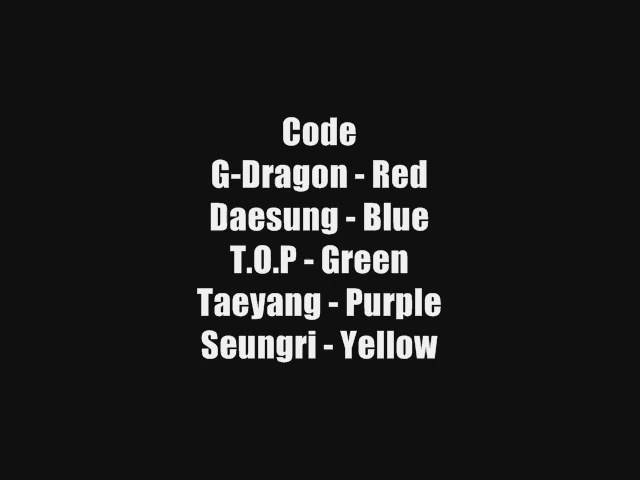 Code
G-Dragon - Red
Daesung - Blue
T.O.P - Green
Taeyang - Purple
Seungri - Yellow